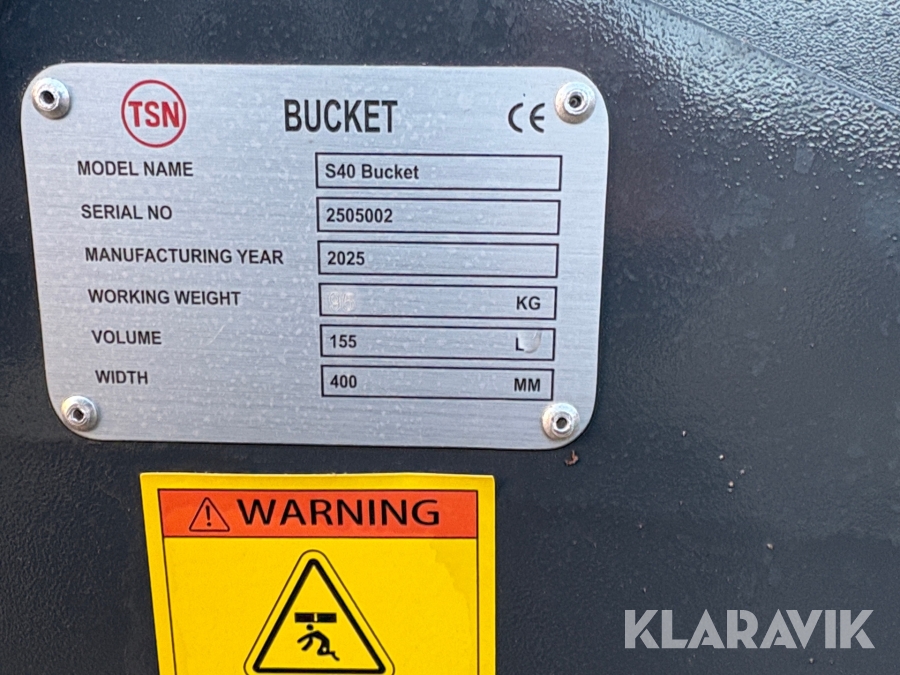 TSN BUCKET CE
MODEL NAME S40 Bucket
SERIAL NO 2505002
MANUFACTURING YEAR 2025
WORKING WEIGHT KG
VOLUME 155 L
WIDTH 400 MM
WARNING
KLARAVIK